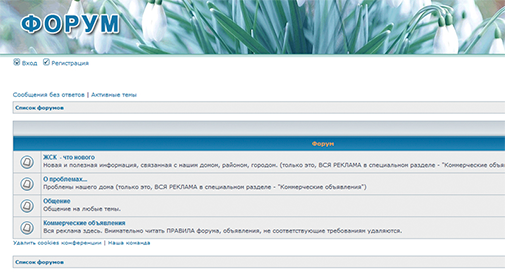 ФОРУМ
Вход Регистрация
Сообщения без ответов | Активные темы
Список форумов
Форум
ЖСК - что нового
Новая и полезная информация, связанная с нашим домом, районом, городом. (только это, ВСЯ РЕКЛАМА в специальном разделе - "Коммерческие
О проблемах...
Проблемы нашего дома (только это, ВСЯ РЕКЛАМА в специальном разделе - "Коммерческие объявления")
Общение
Общение на любые темы.
Коммерческие объявления
Вся реклама здесь. Внимательно читать ПРАВИЛА форума, объявления, не соответствующие требованиям удаляются.
Удалить cookies конференции | Наша команда
Список форумов